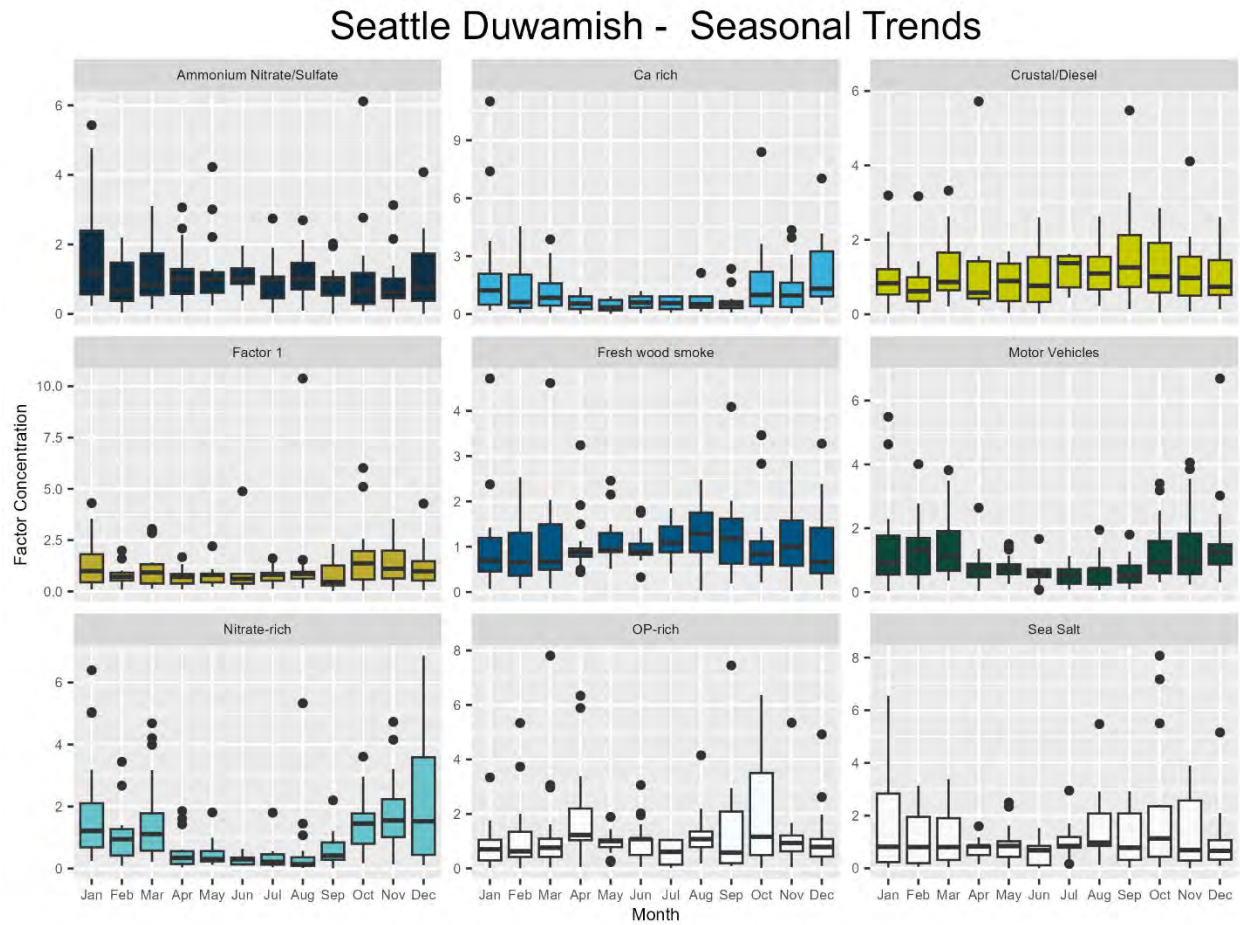 Seattle Duwamish -  Seasonal Trends
Ammonium Nitrate/Sulfate
Ca rich
Crustal/Diesel
6
4
2
0
9
6
3
0
6
4
2
0
Factor 1
Fresh wood smoke
Motor Vehicles
10.0
7.5
5.0
2.5
0.0
4
3
2
1
0
6
4
2
0
Factor Concentration
Nitrate-rich
OP-rich
Sea Salt
6
4
2
0
8
6
4
2
0
8
6
4
2
0
Jan Feb Mar Apr May Jun Jul Aug Sep Oct Nov Dec
Jan Feb Mar Apr May Jun Jul Aug Sep Oct Nov Dec
Jan Feb Mar Apr May Jun Jul Aug Sep Oct Nov Dec
Month